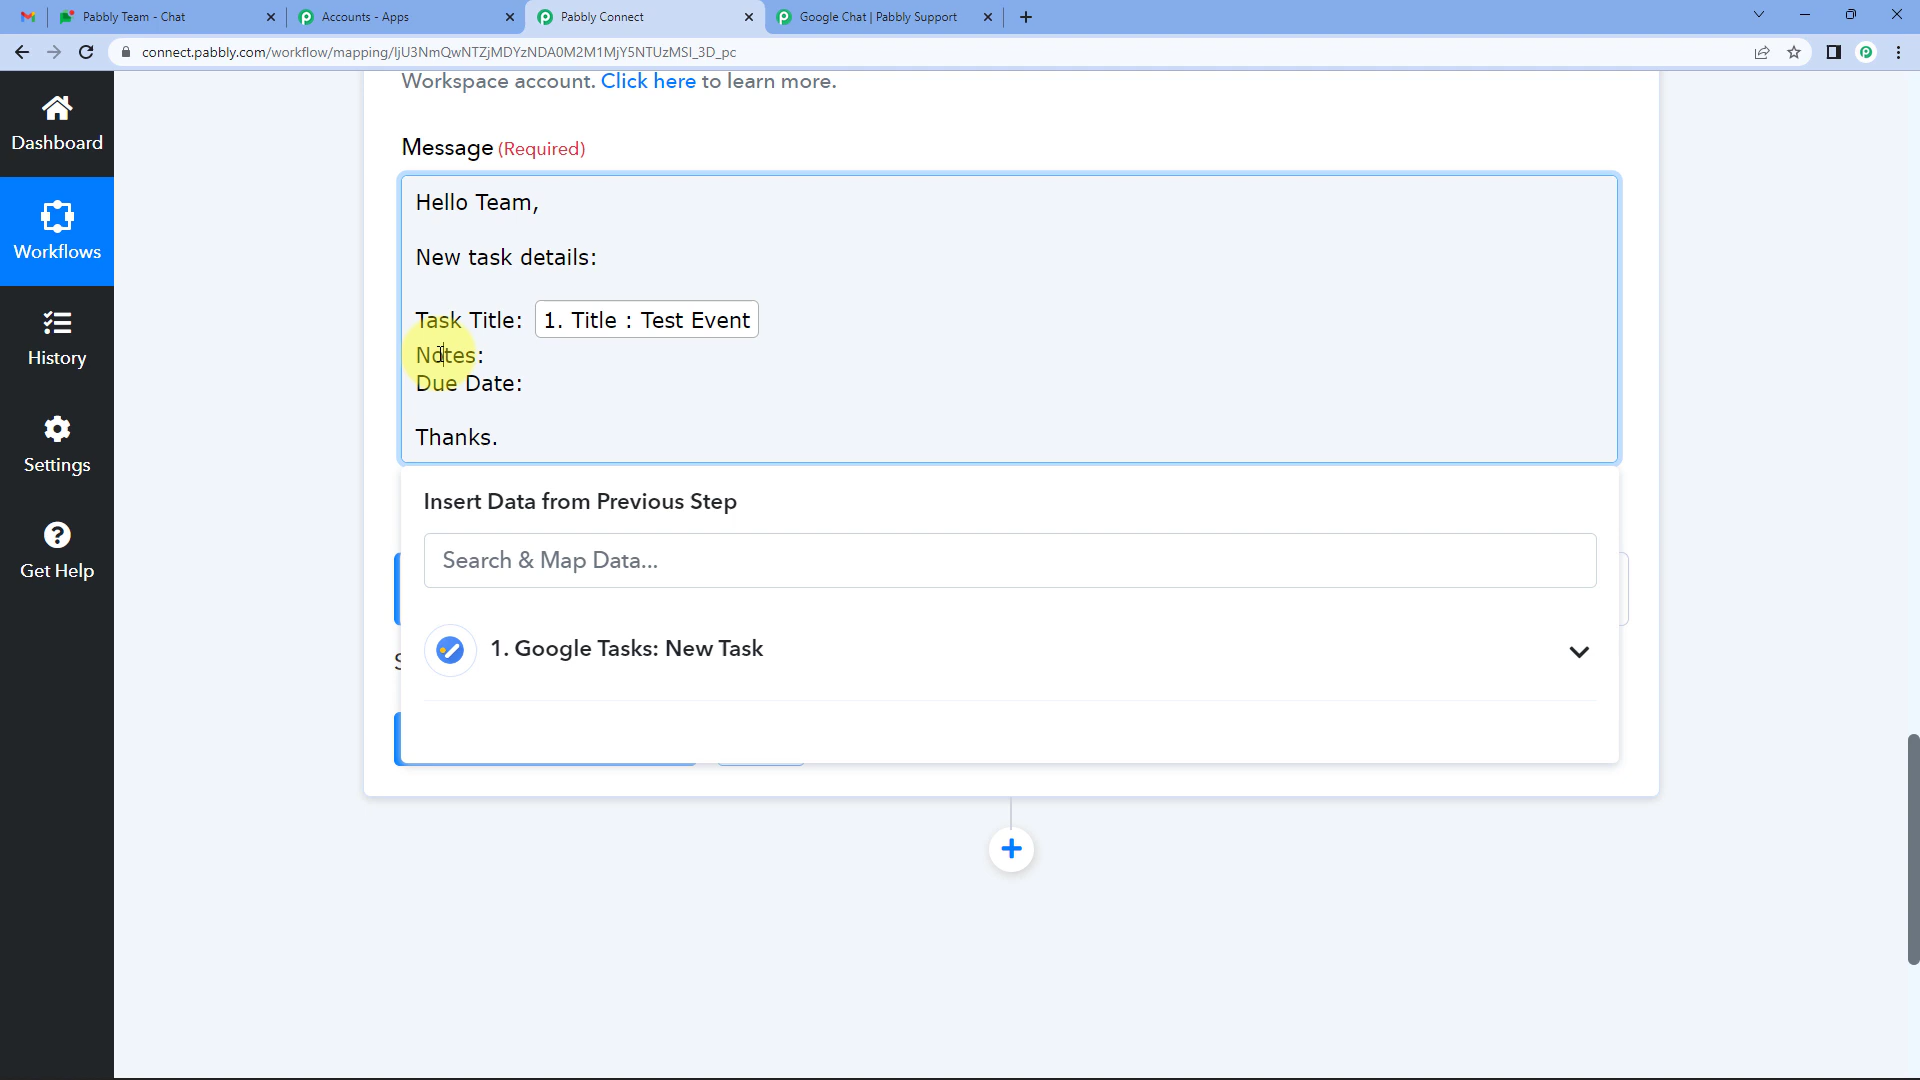 Pabbly Team - Chat
Accounts - Apps
Pabbly Connect
Google Chat | Pabbly Support
connect.pabbly.com/workflow/mapping/IjU3NmQwNTZjMDYzNDA0M2M1MjY5NTUzMSI_3D_pc
Workspace account. Click here to learn more.
Dashboard
Workflows
History
Settings
Get Help
Message (Required)
Hello Team,
New task details:
Task Title: 1. Title : Test Event
Notes:
Due Date:
Thanks.
Insert Data from Previous Step
Search & Map Data...
1. Google Tasks: New Task